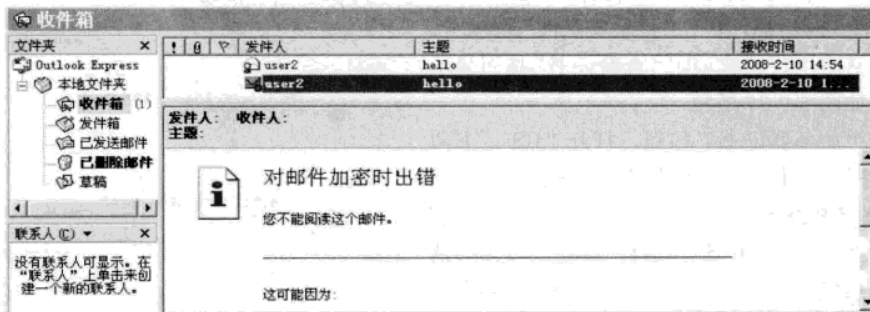 收件箱
文件夹 ×
Outlook Express
本地文件夹
收件箱 (1)
发件箱
已发送邮件
已删除邮件
草稿
联系人(C) ×
没有联系人可显示。在
“联系人”上单击来创
建一个新的联系人。
! 发件人 主题 接收时间
user2 hello 2008-2-10 14:54
user2 hello 2008-2-10 1...
发件人: 收件人:
主题:
对邮件加密时出错
您不能阅读这个邮件。
这可能因为: